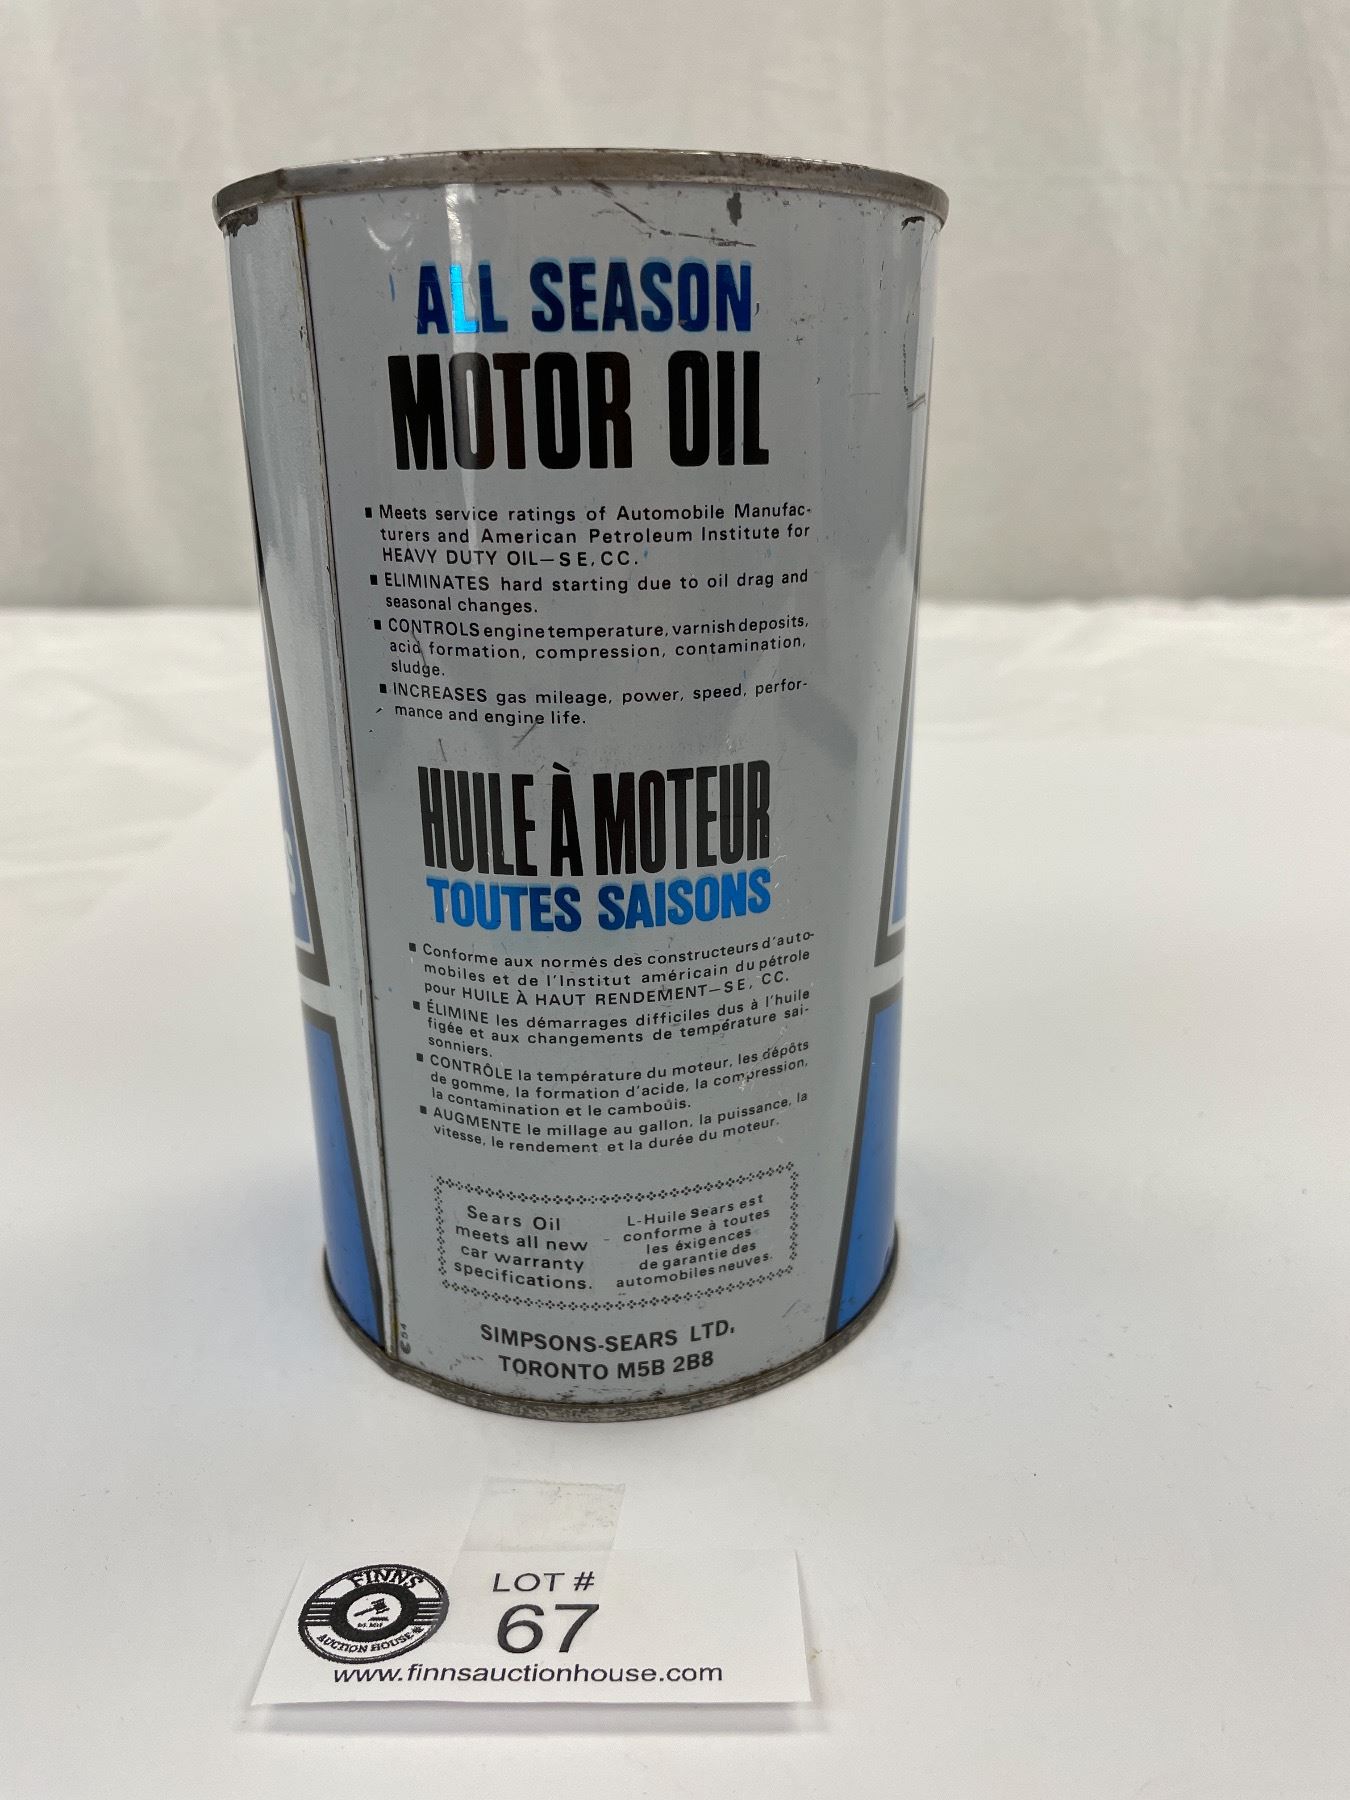 ALL SEASON
MOTOR OIL
▪ Meets service ratings of Automobile Manufac-
turers and American Petroleum Institute for
HEAVY DUTY OIL—SE, CC.
▪ ELIMINATES hard starting due to oil drag and
seasonal changes.
▪ CONTROLS engine temperature, varnish deposits,
acid formation, compression, contamination,
sludge.
▪ INCREASES gas mileage, power, speed, perfor-
mance and engine life.
HUILE À MOTEUR
TOUTES SAISONS
▪ Conforme aux normes des constructeurs d'auto-
mobiles et de l'Institut américain du pétrole
pour HUILE À HAUT RENDEMENT—SE, CC.
▪ ÉLIMINE les démarrages difficiles dus à l'huile
figée et aux changements de température sai-
sonniers.
▪ CONTRÔLE la température du moteur, les dépôts
de gomme, la formation d'acide, la compression,
la contamination et le cambouis.
▪ AUGMENTE le millage au gallon, la puissance, la
vitesse, le rendement et la durée du moteur.
Sears Oil
meets all new
car warranty
specifications.
L-Huile Sears est
conforme à toutes
les éxigences
de garantie des
automobiles neuves.
SIMPSONS-SEARS LTD.
TORONTO M5B 2B8
S
FINNS
AUCTION HOUSE
LOT #
67
www.finnsauctionhouse.com